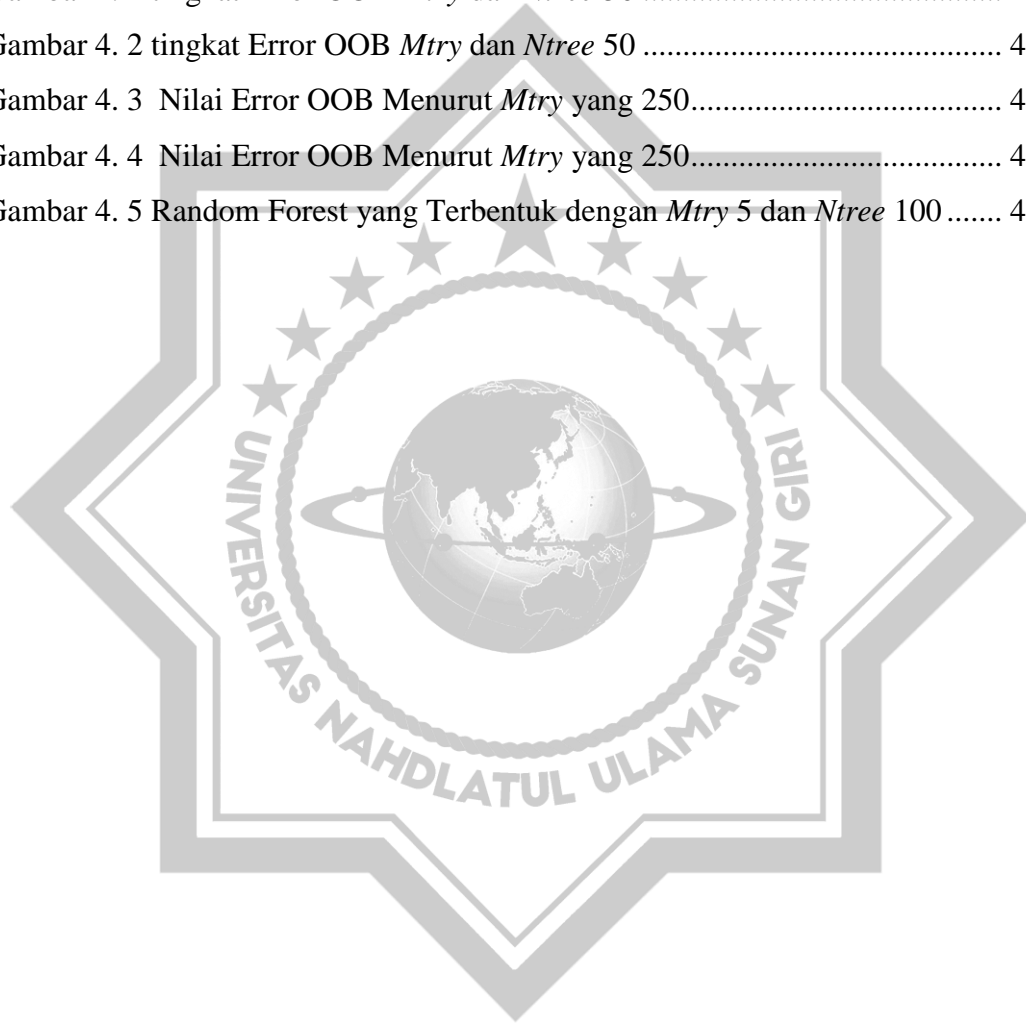 Gambar 4. 2 tingkat Error OOB Mtry dan Ntree 50 .................................... 4
Gambar 4. 3  Nilai Error OOB Menurut Mtry yang 250............................... 4
Gambar 4. 4  Nilai Error OOB Menurut Mtry yang 250............................... 4
Gambar 4. 5 Random Forest yang Terbentuk dengan Mtry 5 dan Ntree 100 ....... 4
UNIVERSITAS NAHDLATUL ULAMA SUNAN GIRI